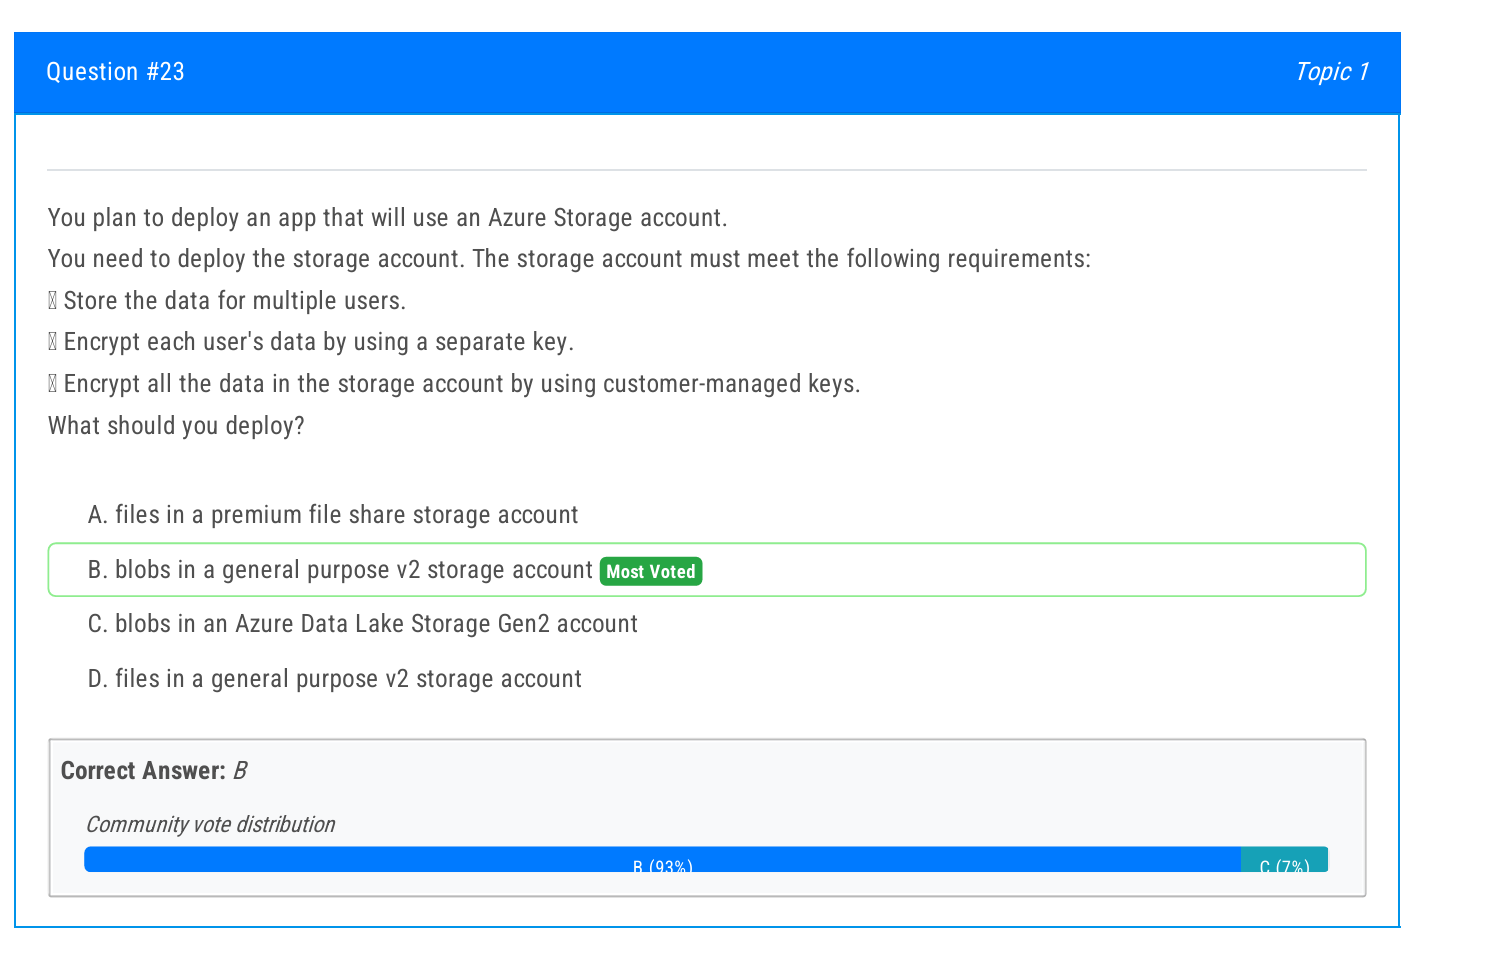 Question #23
Topic 1
You plan to deploy an app that will use an Azure Storage account.
You need to deploy the storage account. The storage account must meet the following requirements:
Store the data for multiple users.
Encrypt each user's data by using a separate key.
Encrypt all the data in the storage account by using customer-managed keys.
What should you deploy?
A. files in a premium file share storage account
B. blobs in a general purpose v2 storage account Most Voted
C. blobs in an Azure Data Lake Storage Gen2 account
D. files in a general purpose v2 storage account
Correct Answer: B
Community vote distribution
B (93%) C (7%)